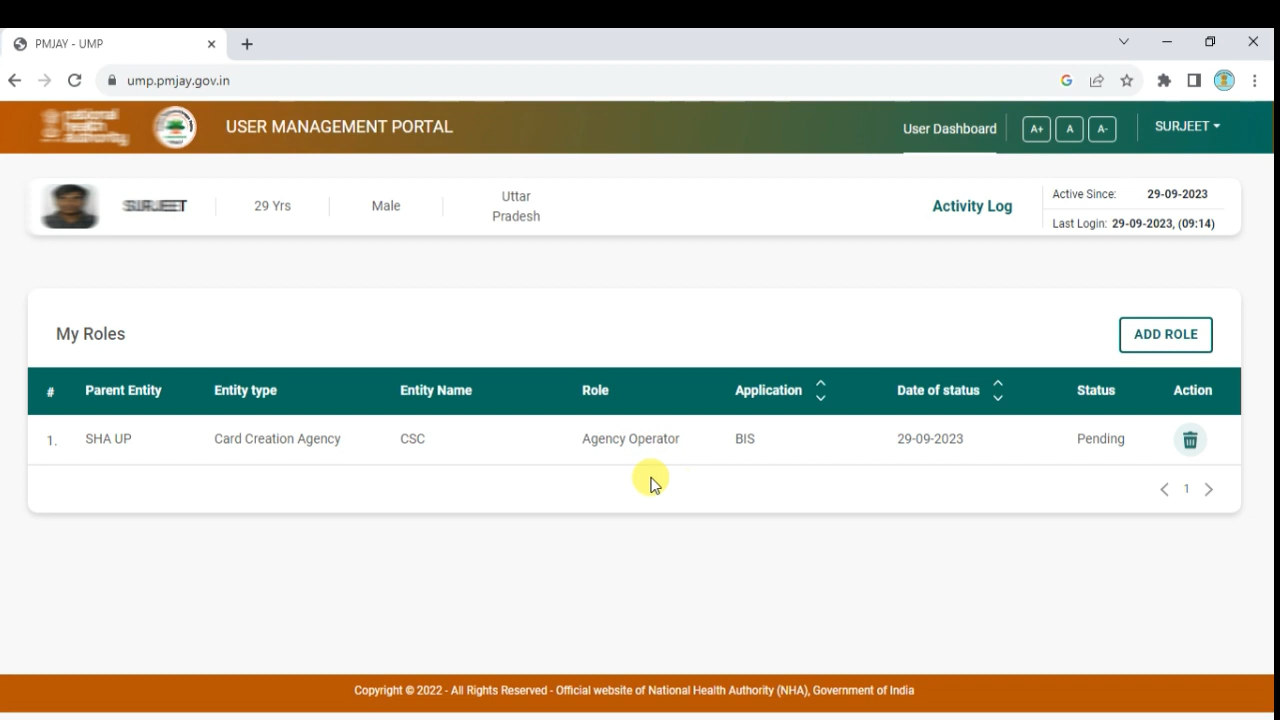 PMJAY - UMP
ump.pmjay.gov.in
USER MANAGEMENT PORTAL
User Dashboard
A+ A A-
SURJEET
SURJEET
29 Yrs
Male
Uttar
Pradesh
Activity Log
Active Since: 29-09-2023
Last Login: 29-09-2023, (09:14)
My Roles
ADD ROLE
# Parent Entity Entity type Entity Name Role Application Date of status Status Action
1. SHA UP Card Creation Agency CSC Agency Operator BIS 29-09-2023 Pending
1
Copyright © 2022 - All Rights Reserved - Official website of National Health Authority (NHA), Government of India